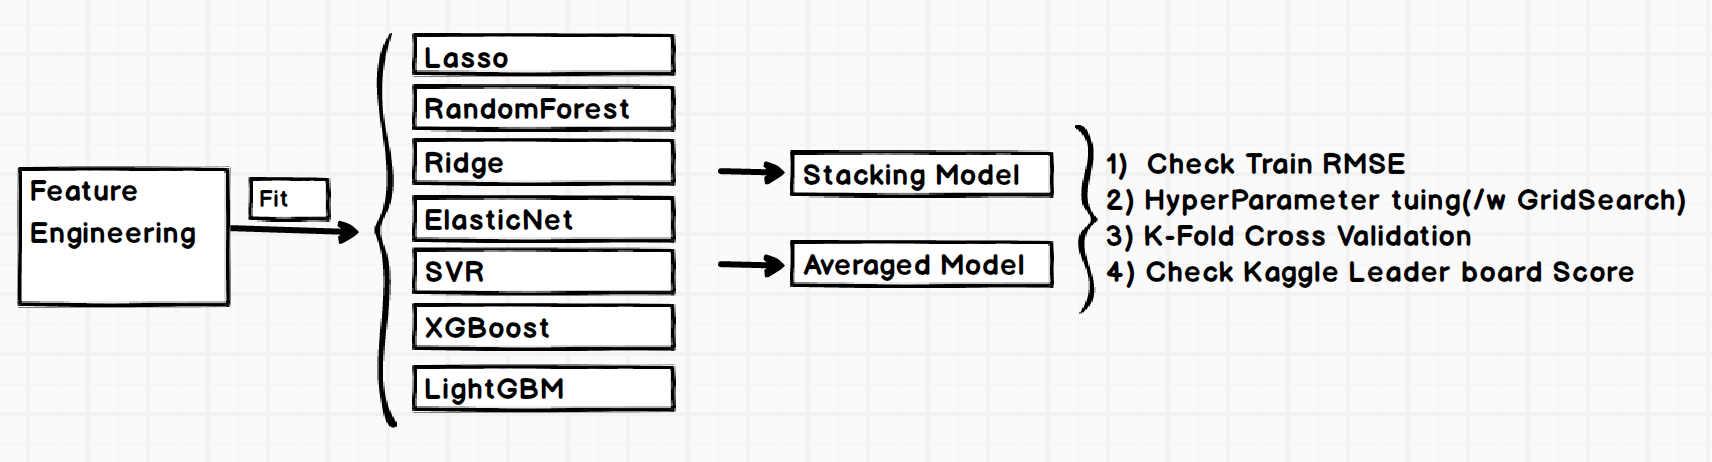 Feature
Engineering
Fit
Lasso
RandomForest
Ridge
ElasticNet
SVR
XGBoost
LightGBM
Stacking Model
Averaged Model
1) Check Train RMSE
2) HyperParameter tuing(/w GridSearch)
3) K-Fold Cross Validation
4) Check Kaggle Leader board Score